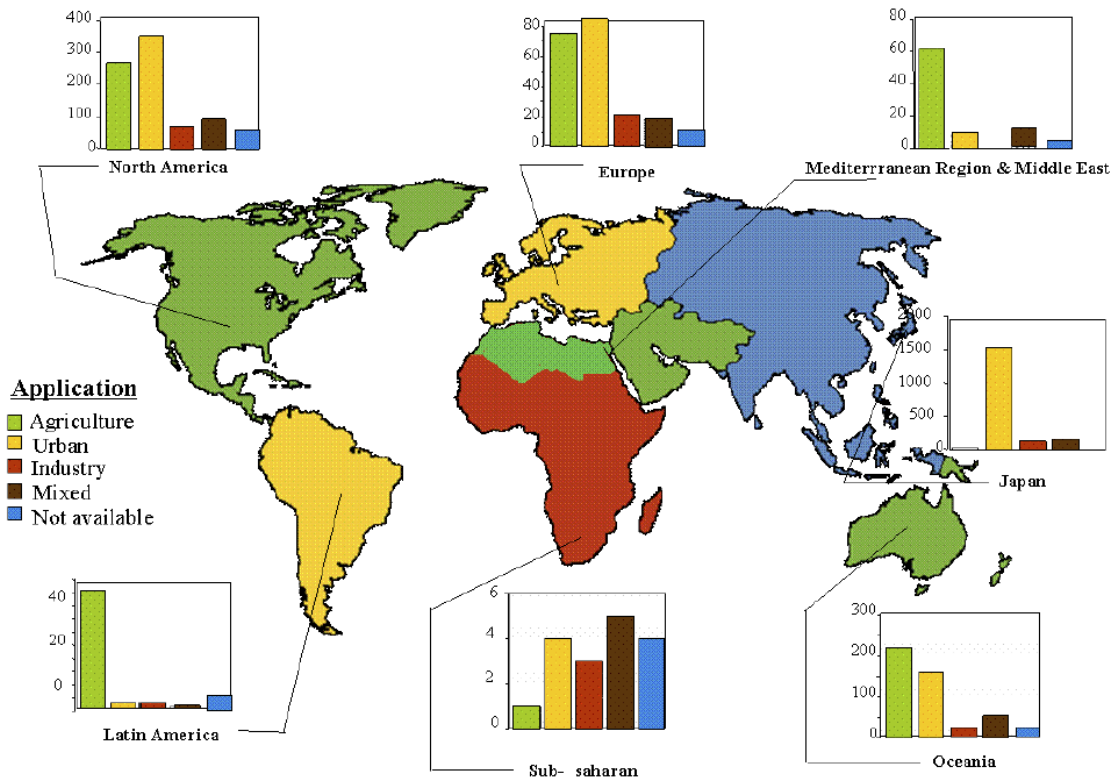 400
300
200
100
0
North America
80
60
40
20
0
Europe
80
60
40
20
0
Mediterrranean Region & Middle East
2000
1500
1000
500
0
Japan
Application
Agriculture
Urban
Industry
Mixed
Not available
40
20
0
Latin America
6
4
2
0
Sub- saharan
300
200
100
0
Oceania